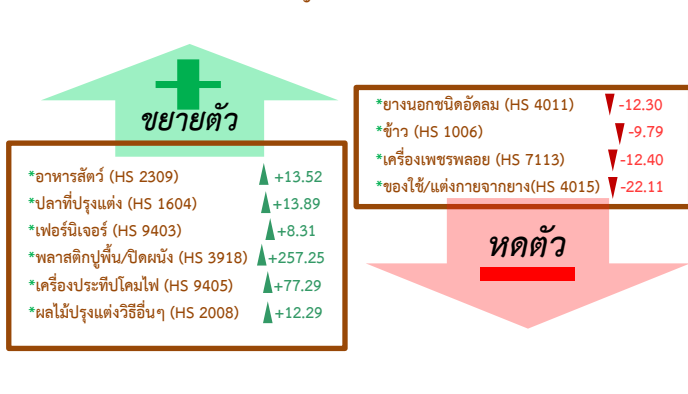 ขยายตัว
*อาหารสัตว์ (HS 2309) +13.52
*ปลาที่ปรุงแต่ง (HS 1604) +13.89
*เฟอร์นิเจอร์ (HS 9403) +8.31
*พลาสติกปูพื้น/ปิดผนัง (HS 3918) +257.25
*เครื่องประทีปโคมไฟ (HS 9405) +77.29
*ผลไม้ปรุงแต่งวิธีอื่นๆ (HS 2008) +12.29
*ยางนอกชนิดอัดลม (HS 4011) -12.30
*ข้าว (HS 1006) -9.79
*เครื่องเพชรพลอย (HS 7113) -12.40
*ของใช้/แต่งกายจากยาง(HS 4015) -22.11
หดตัว